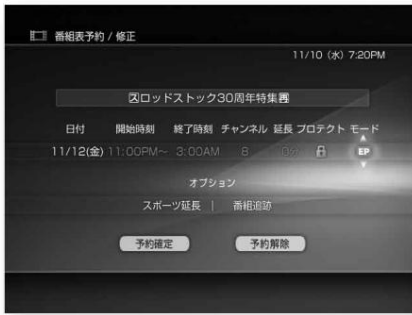 番組表予約 / 修正
11/10 (水) 7:20PM
🅂ロッドストック30周年特集🈞
日付 開始時刻 終了時刻 チャンネル 延長 プロテクト モード
11/12(金) 11:00PM~ 3:00AM 8 EP
オプション
スポーツ延長 | 番組追跡
予約確定 予約解除